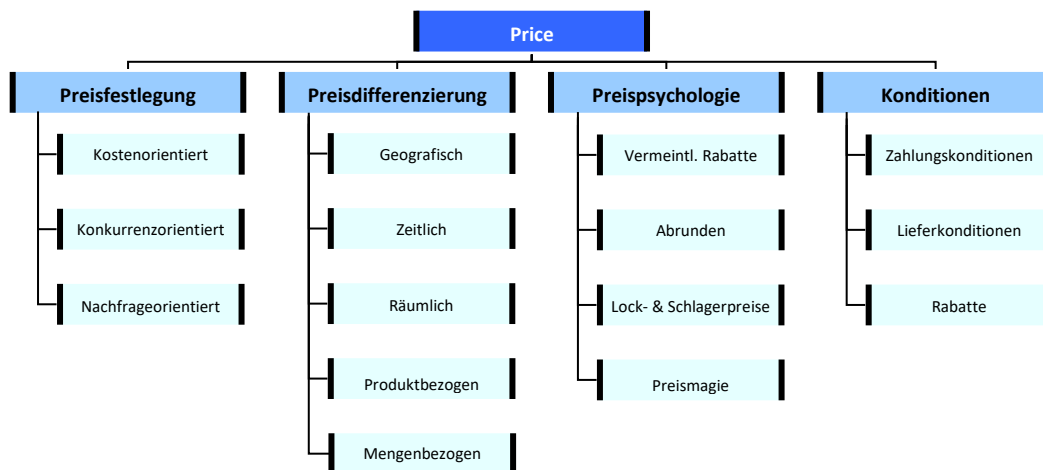 Price
Preisfestlegung
Kostenorientiert
Konkurrenzorientiert
Nachfrageorientiert
Preisdifferenzierung
Geografisch
Zeitlich
Räumlich
Produktbezogen
Mengenbezogen
Preispsychologie
Vermeintl. Rabatte
Abrunden
Lock- & Schlagerpreise
Preismagie
Konditionen
Zahlungskonditionen
Lieferkonditionen
Rabatte